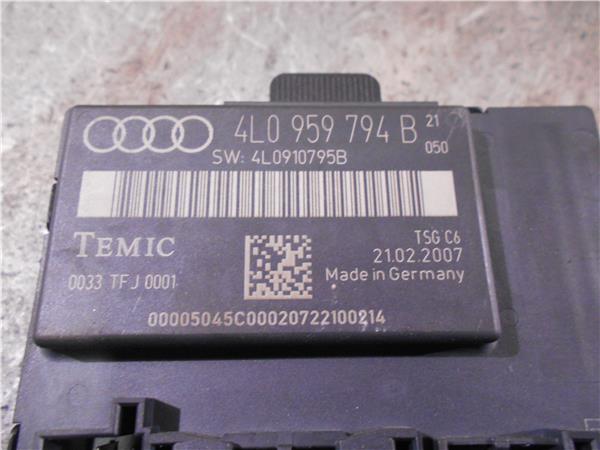 4L0 959 794 B 21
050
SW: 4L0910795B
TEMIC
TSG C6
21.02.2007
0033 TFJ 0001
Made in Germany
00005045C00020722100214